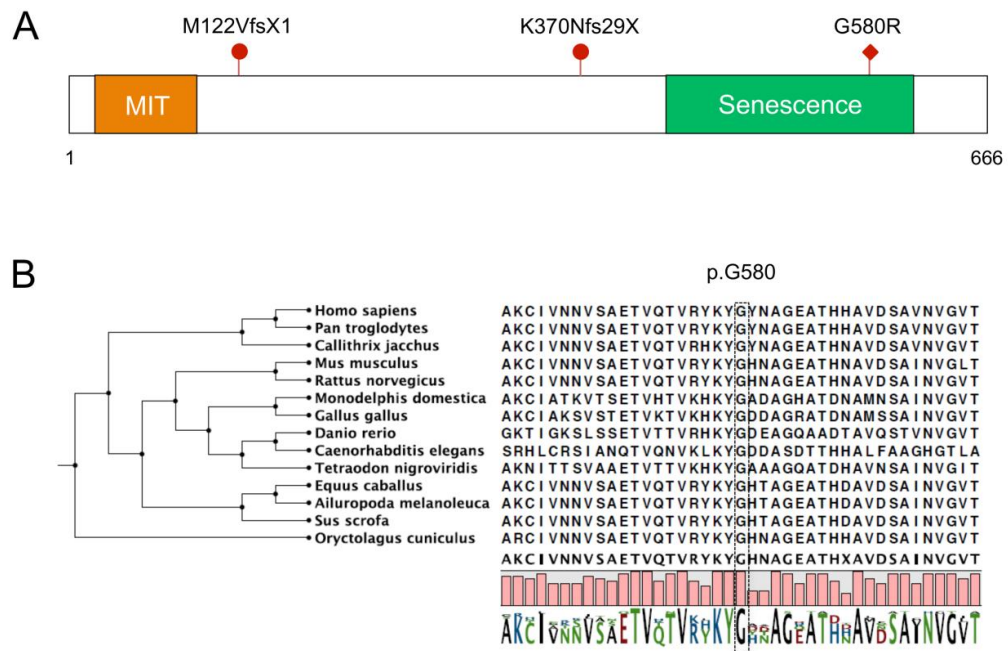 A
M122VfsX1 K370Nfs29X G580R
MIT Senescence
1 666
B
p.G580
Homo sapiens AKCIVNNVSAETVQTVRYKYGYNAGEATHHAVDSAVNVGVT
Pan troglodytes AKCIVNNVSAETVQTVRYKYGYNAGEATHHAVDSAVNVGVT
Callithrix jacchus AKCIVNNVSAETVQTVRHKYGYNAGEATHNAVDSAVNVGVT
Mus musculus AKCIVNNVSAETVQTVRYKYGHNAGEATHNAVDSAINVGLT
Rattus norvegicus AKCIVNNVSAETVQTVRYKYGHNAGEATHNAVDSAINVGVT
Monodelphis domestica AKCIATKVTSETVHTVKHKYGADAGHATDNAMNSAINVGVT
Gallus gallus AKCIAKSVSTETVKTVKHKYGDDAGRATDNAMSSAINVGVT
Danio rerio GKTIGKSLSSETVTTVRHKYGDEAGQAADTAVQSTVNVGVT
Caenorhabditis elegans SRHLCRSIANQTVQNVKLKYGDDASDTTHHALFAAGHGTLA
Tetraodon nigroviridis AKNITTSVAAETVTTVKHKYGAAAGQATDHAVNSAINVGIT
Equus caballus AKCIVNNVSAETVQTVRYKYGHTAGEATHDAVDSAINVGVT
Ailuropoda melanoleuca AKCIVNNVSAETVQTVRYKYGHTAGEATHDAVDSAINVGVT
Sus scrofa AKCIVNNVSAETVQTVRYKYGHTAGEATHDAVDSAINVGVT
Oryctolagus cuniculus ARCIVNNVSAETVQTVRYKYGHNAGEATHNAVDSAINVGVT
AKCIVNNVSAETVQTVRYKYGHNAGEATHXAVDSAINVGVT